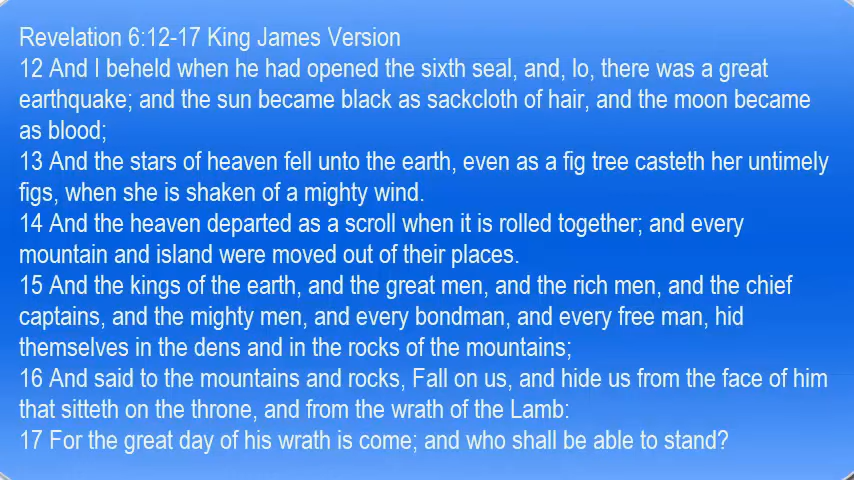 Revelation 6:12-17 King James Version
12 And I beheld when he had opened the sixth seal, and, lo, there was a great
earthquake; and the sun became black as sackcloth of hair, and the moon became
as blood;
13 And the stars of heaven fell unto the earth, even as a fig tree casteth her untimely
figs, when she is shaken of a mighty wind.
14 And the heaven departed as a scroll when it is rolled together; and every
mountain and island were moved out of their places.
15 And the kings of the earth, and the great men, and the rich men, and the chief
captains, and the mighty men, and every bondman, and every free man, hid
themselves in the dens and in the rocks of the mountains;
16 And said to the mountains and rocks, Fall on us, and hide us from the face of him
that sitteth on the throne, and from the wrath of the Lamb:
17 For the great day of his wrath is come; and who shall be able to stand?